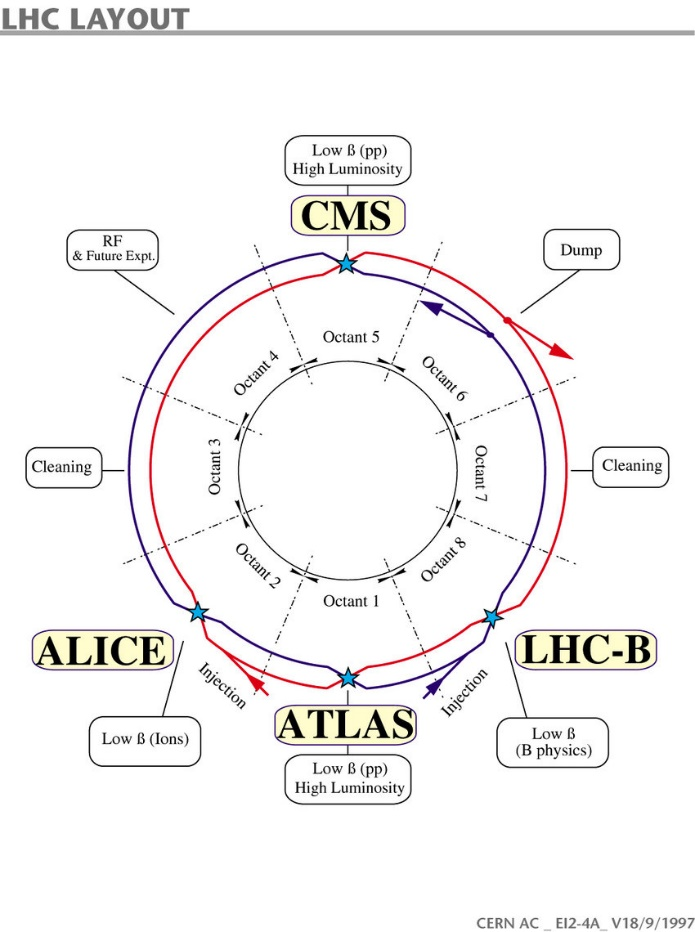 LHC LAYOUT
Low ß (pp)
High Luminosity
CMS
RF
& Future Expt.
Dump
Octant 5
Octant 4
Octant 6
Cleaning
Octant 3
Octant 7
Cleaning
Octant 2
Octant 8
Octant 1
ALICE
LHC-B
Injection
Injection
ATLAS
Low ß (Ions)
Low ß
(B physics)
Low ß (pp)
High Luminosity
CERN AC _ EI2-4A_ V18/9/1997